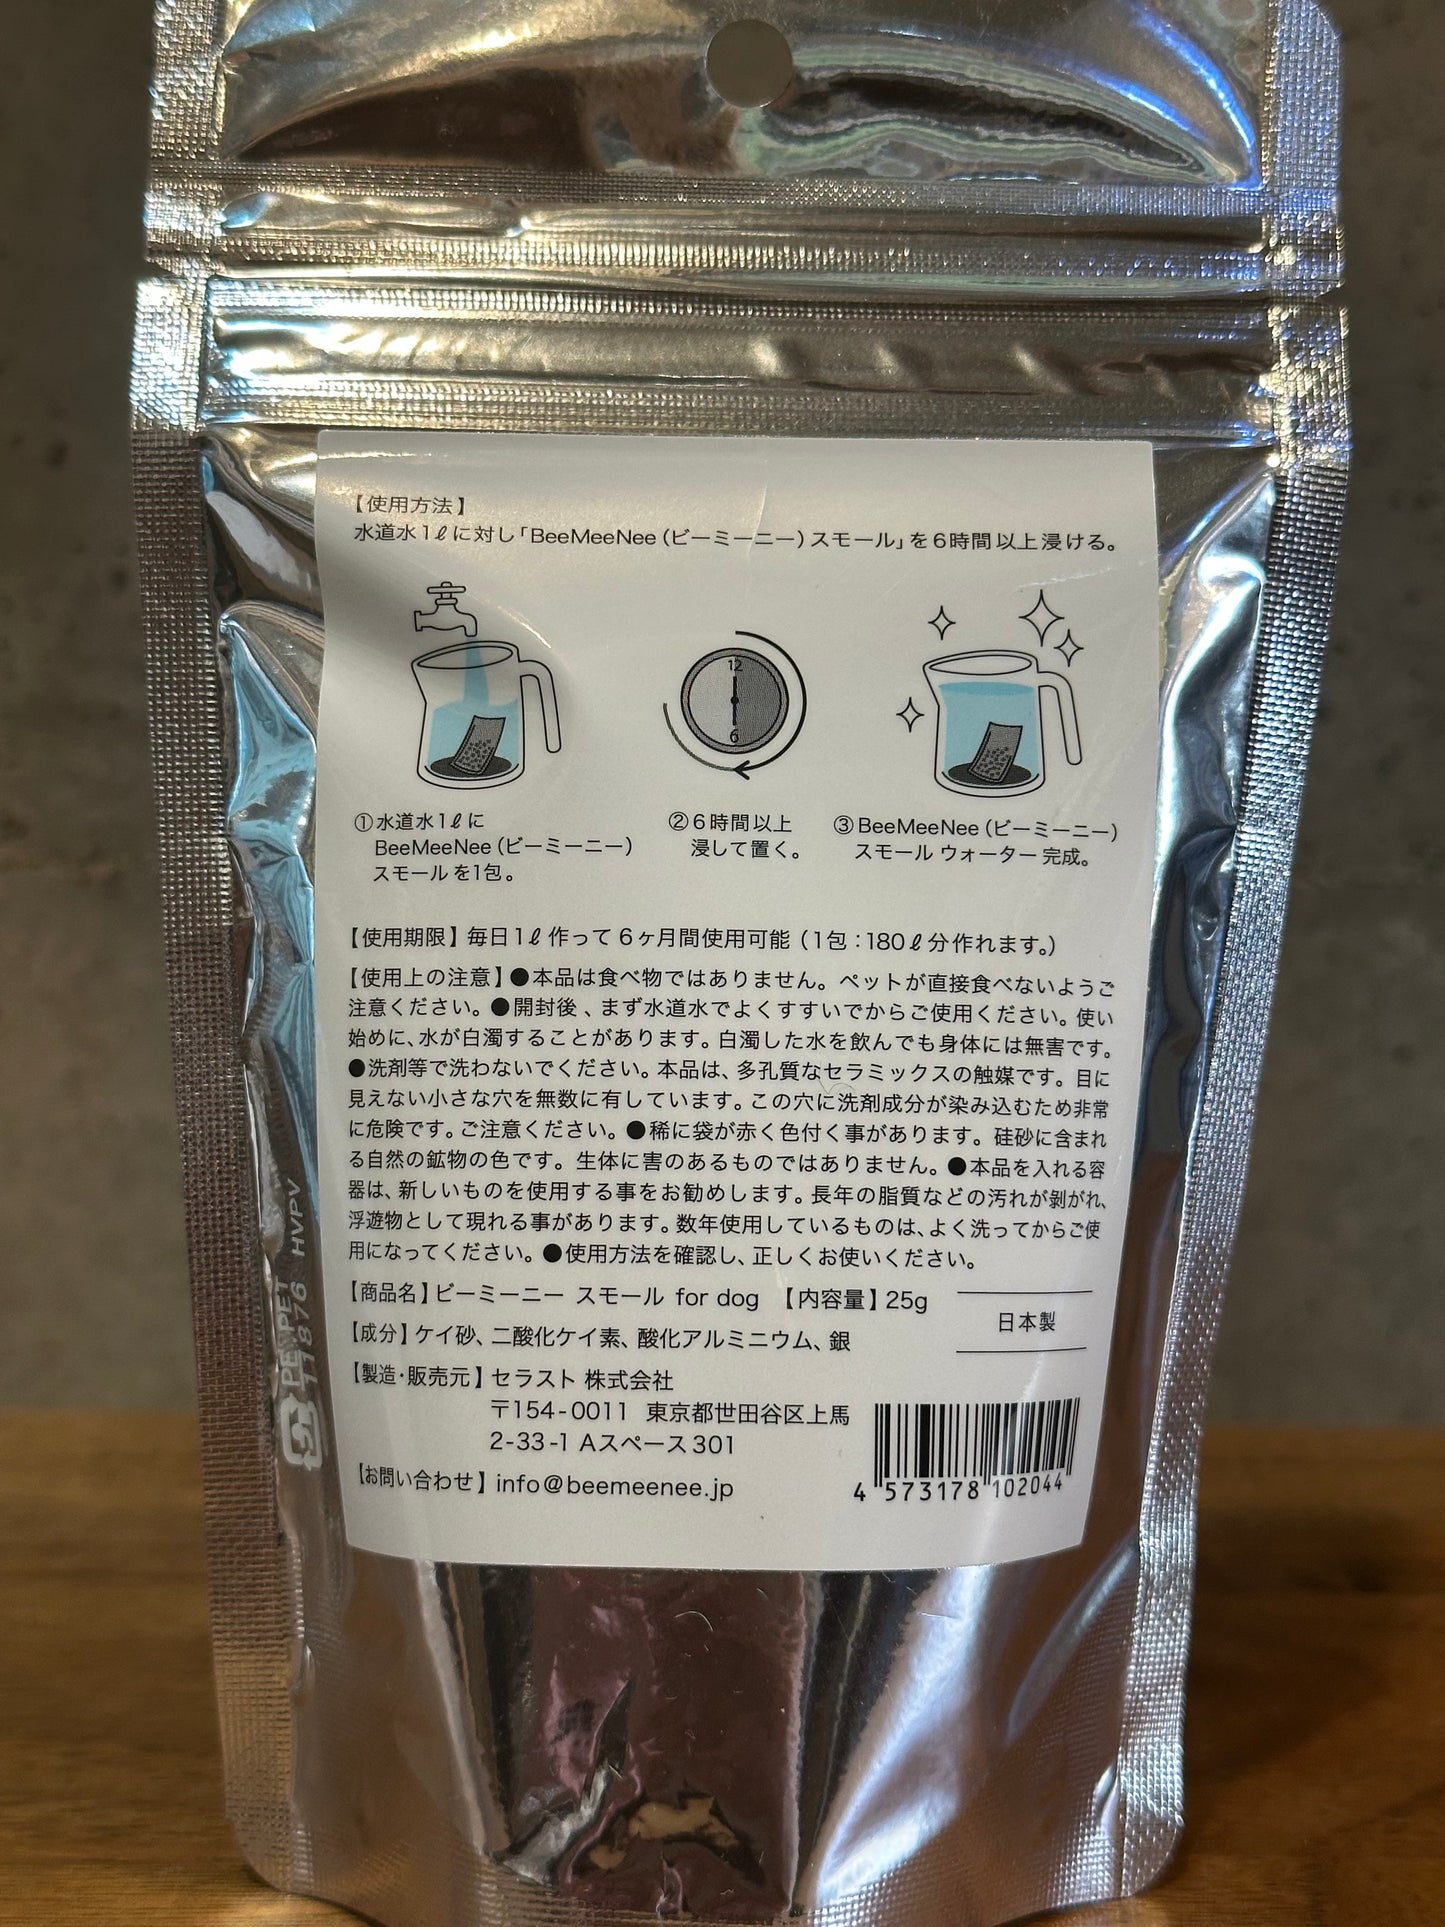 【使用方法】
水道水1ℓに対し「BeeMeeNee（ビーミーニー）スモール」を6時間以上浸ける。
12
6
①水道水1ℓに
BeeMeeNee（ビーミーニー）
スモールを1包。
②6時間以上
浸して置く。
③BeeMeeNee（ビーミーニー）
スモール ウォーター 完成。
【使用期限】毎日1ℓ作って6ヶ月間使用可能（1包：180ℓ分作れます。）
【使用上の注意】●本品は食べ物ではありません。ペットが直接食べないようご
注意ください。●開封後、まず水道水でよくすすいでからご使用ください。使い
始めに、水が白濁することがあります。白濁した水を飲んでも身体には無害です。
●洗剤等で洗わないでください。本品は、多孔質なセラミックスの触媒です。目に
見えない小さな穴を無数に有しています。この穴に洗剤成分が染み込むため非常
に危険です。ご注意ください。●稀に袋が赤く色付く事があります。硅砂に含まれ
る自然の鉱物の色です。生体に害のあるものではありません。●本品を入れる容
器は、新しいものを使用する事をお勧めします。長年の脂質などの汚れが剝がれ、
浮遊物として現れる事があります。数年使用しているものは、よく洗ってからご使
用になってください。●使用方法を確認し、正しくお使いください。
【商品名】ビーミーニー スモール for dog 【内容量】25g
日本製
【成分】ケイ砂、二酸化ケイ素、酸化アルミニウム、銀
【製造・販売元】セラスト 株式会社
〒154-0011 東京都世田谷区上馬
2-33-1 Aスペース301
【お問い合わせ】info@beemeenee.jp
4 573178 102044
PE,PET
11876 HVPV